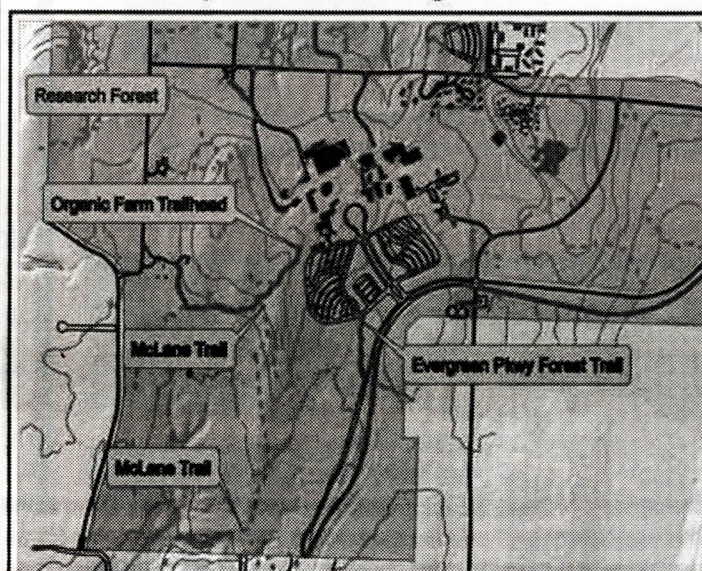 Research Forest
Organic Farm Trailhead
McLane Trail
Evergreen Pkwy Forest Trail
McLane Trail